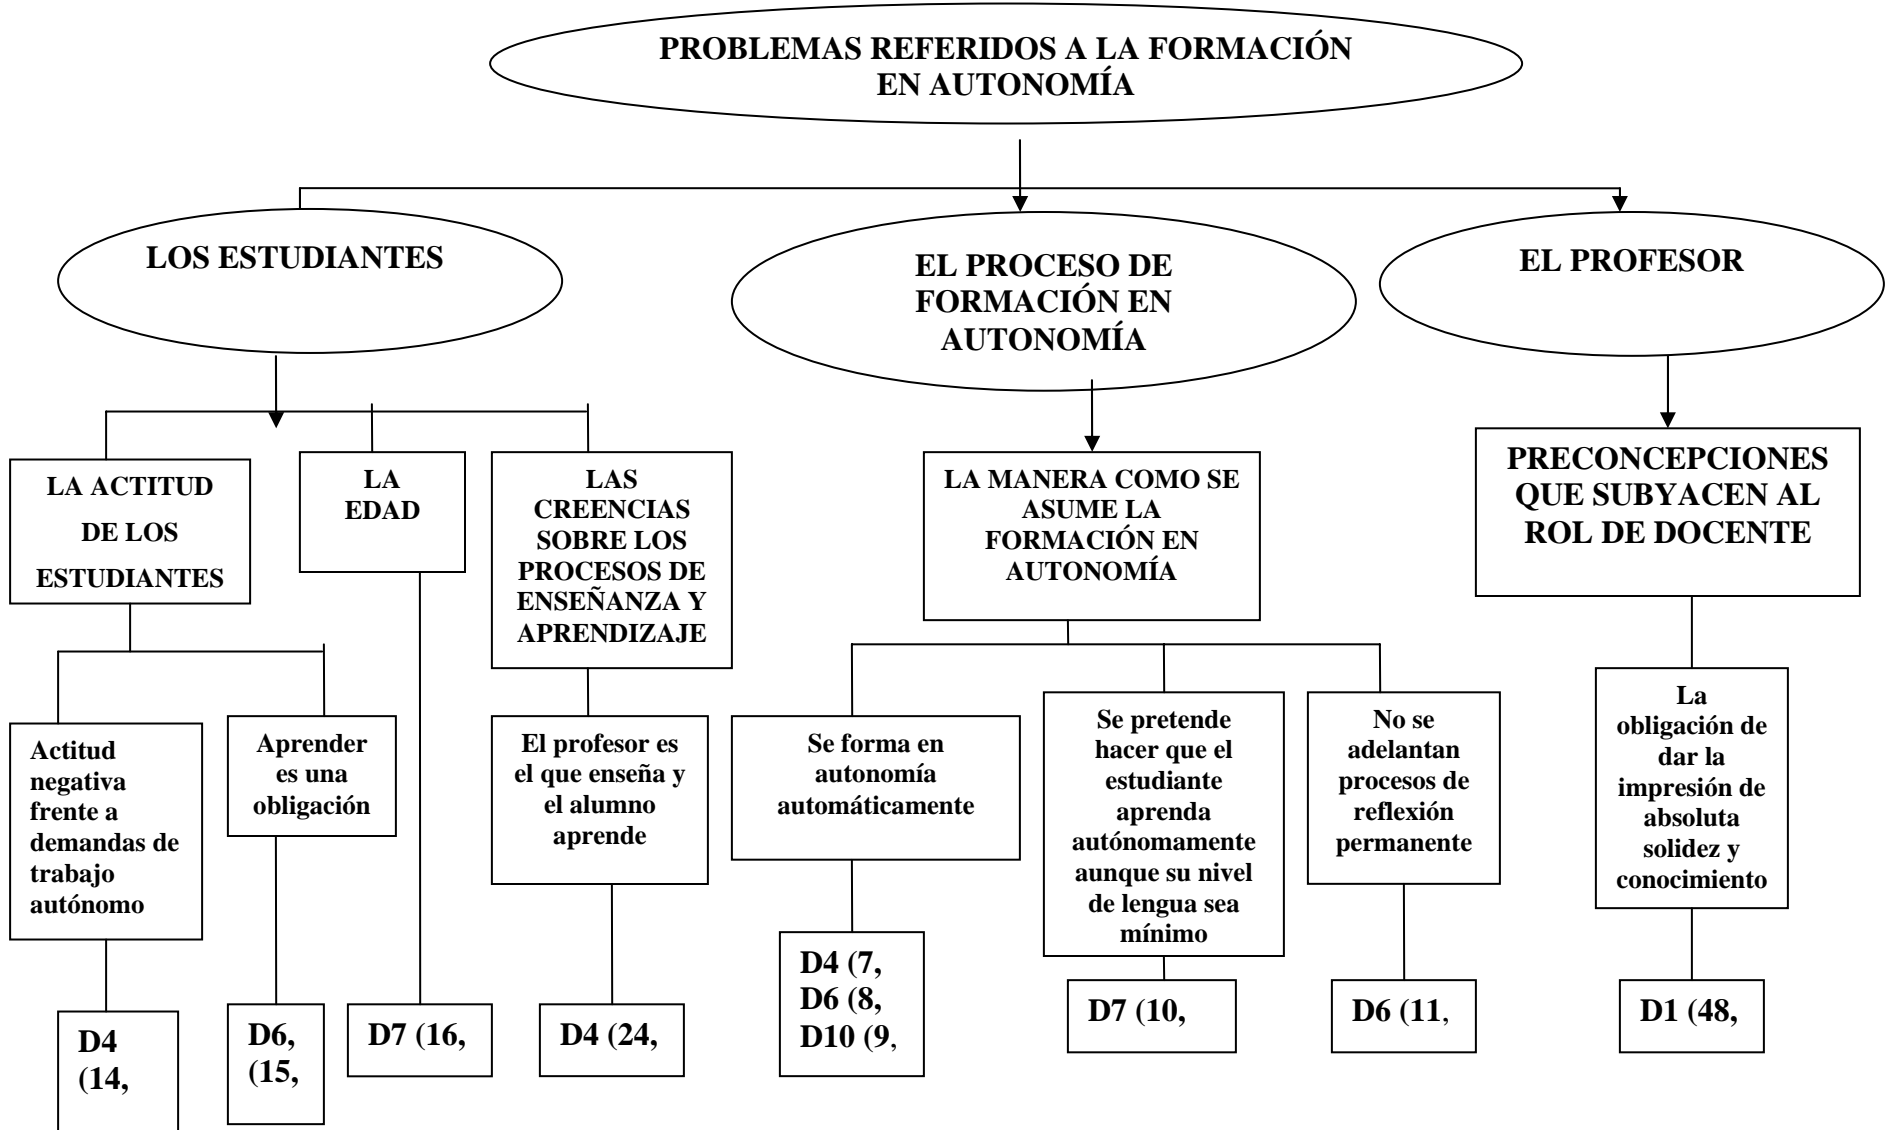 PROBLEMAS REFERIDOS A LA FORMACIÓN
EN AUTONOMÍA
LOS ESTUDIANTES
EL PROCESO DE
FORMACIÓN EN
AUTONOMÍA
EL PROFESOR
LA ACTITUD
DE LOS
ESTUDIANTES
LA
EDAD
LAS
CREENCIAS
SOBRE LOS
PROCESOS DE
ENSEÑANZA Y
APRENDIZAJE
LA MANERA COMO SE
ASUME LA
FORMACIÓN EN
AUTONOMÍA
PRECONCEPCIONES
QUE SUBYACEN AL
ROL DE DOCENTE
Actitud
negativa
frente a
demandas de
trabajo
autónomo
Aprender
es una
obligación
El profesor es
el que enseña y
el alumno
aprende
Se forma en
autonomía
automáticamente
Se pretende
hacer que el
estudiante
aprenda
autónomamente
aunque su nivel
de lengua sea
mínimo
No se
adelantan
procesos de
reflexión
permanente
La
obligación de
dar la
impresión de
absoluta
solidez y
conocimiento
D4
(14,
D6,
(15,
D7 (16,
D4 (24,
D4 (7,
D6 (8,
D10 (9,
D7 (10,
D6 (11,
D1 (48,